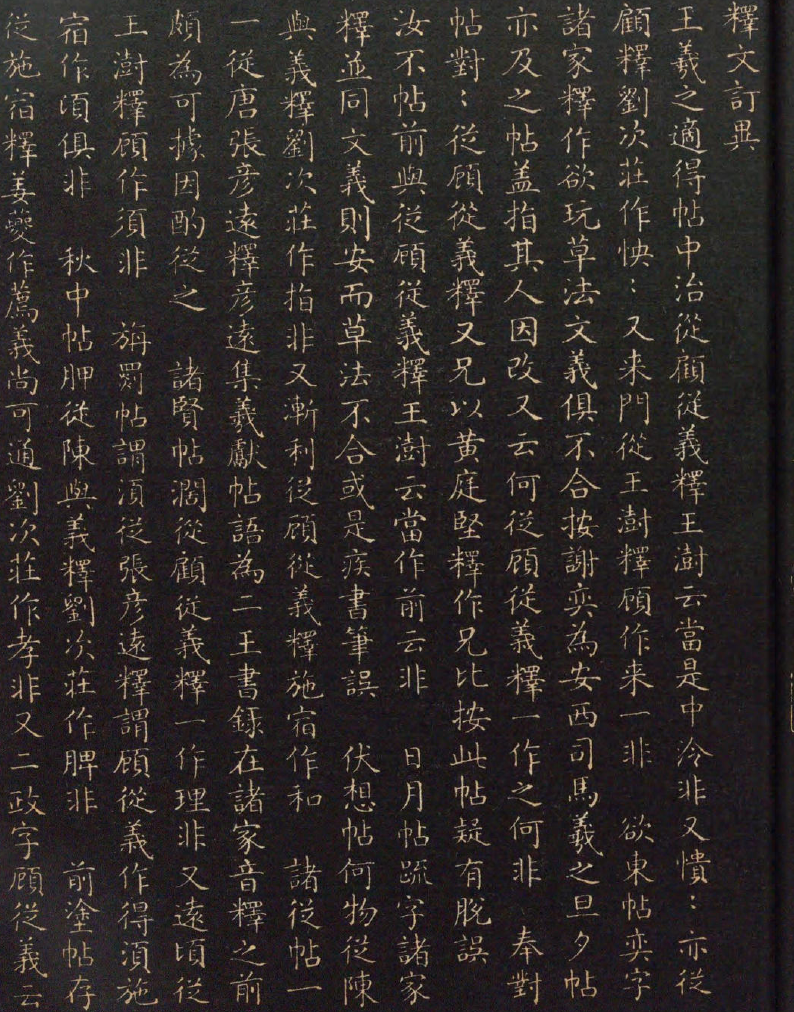 釋文訂異
王羲之適得帖中治從顧從義釋王澍云當是中冷非又憒:亦從
顧釋劉次莊作怏:又来門從王澍釋顧作来一非　欲東帖奕字
諸家釋作欲玩草法文義俱不合按謝奕為安西司馬羲之旦夕帖
亦及之帖盖指其人因改又云何從顧從義釋一作之何非　奉對
帖對:從顧從義釋又兄以黄庭堅釋作兄比按此帖疑有脫誤
汝不帖前與從顧從義釋王澍云當作前云非　日月帖䟽字諸家
釋並同文義則安而草法不合或是疾書筆誤　伏想帖何物從陳
與義釋劉次莊作指非又漸利從顧從義釋施宿作和　諸從帖一
一從唐張彦遠釋彦遠集羲獻帖語為二王書錄在諸家音釋之前
頗為可據因酌從之　諸賢帖濶從顧從義釋一作理非又遠頃從
王澍釋顧作須非　旃罽帖謂湏從張彦遠釋謂顧從義作得湏施
宿作頃俱非　秋中帖胛從陳與義釋劉次莊作脾非　前塗帖存
從施宿釋姜夔作薦義尚可通劉次莊作孝非又二政字顧從義云